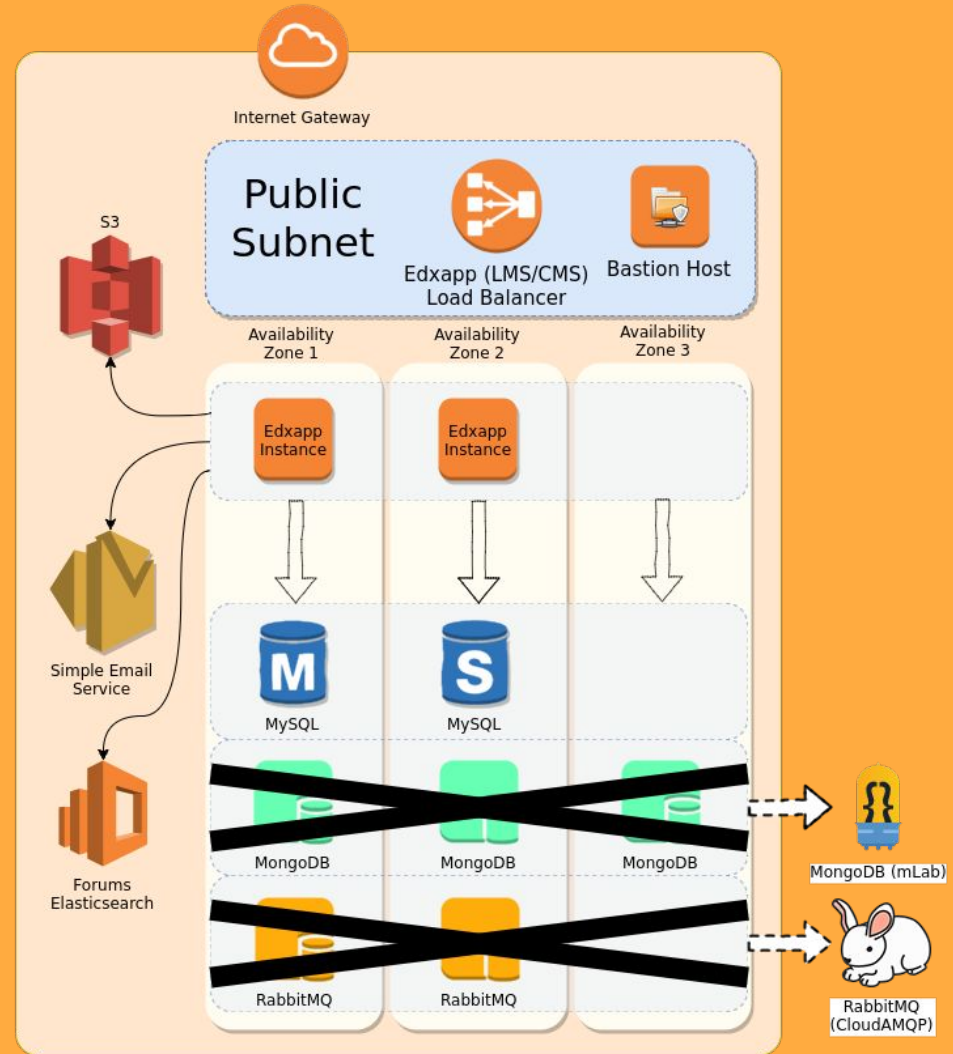 Internet Gateway
Public
Subnet
Edxapp (LMS/CMS)
Load Balancer
Bastion Host
S3
Availability
Zone 1
Availability
Zone 2
Availability
Zone 3
Edxapp
Instance
Edxapp
Instance
Simple Email
Service
M
MySQL
S
MySQL
MongoDB
MongoDB
MongoDB
{}
MongoDB (mLab)
Forums
Elasticsearch
RabbitMQ
RabbitMQ
RabbitMQ
(CloudAMQP)